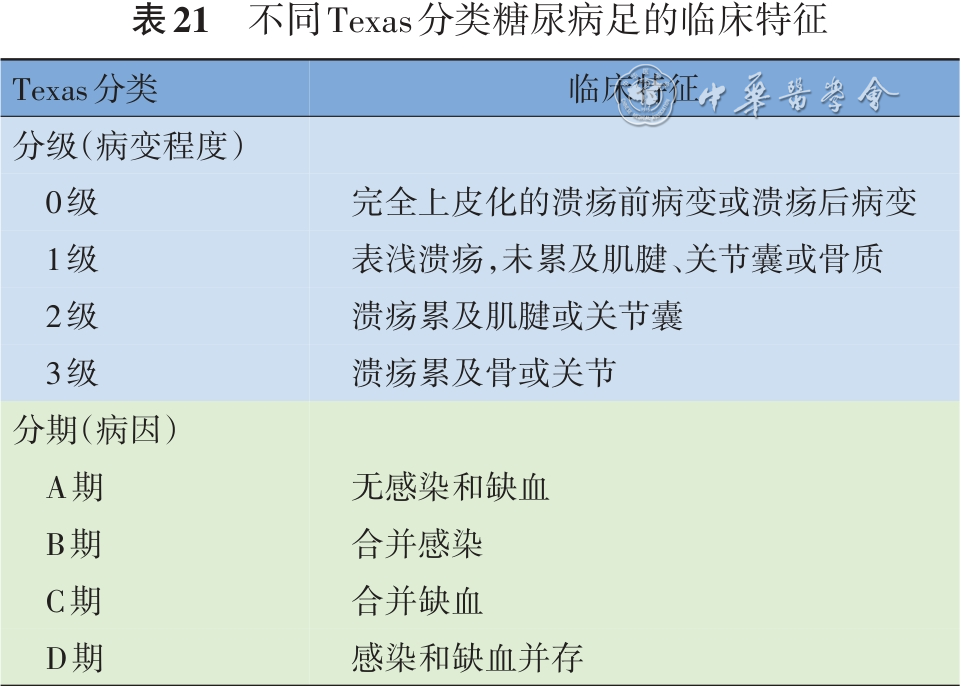 表21 不同Texas分类糖尿病足的临床特征
Texas分类 临床特征
中华医学会
分级(病变程度)
0级 完全上皮化的溃疡前病变或溃疡后病变
1级 表浅溃疡,未累及肌腱、关节囊或骨质
2级 溃疡累及肌腱或关节囊
3级 溃疡累及骨或关节
分期(病因)
A期 无感染和缺血
B期 合并感染
C期 合并缺血
D期 感染和缺血并存